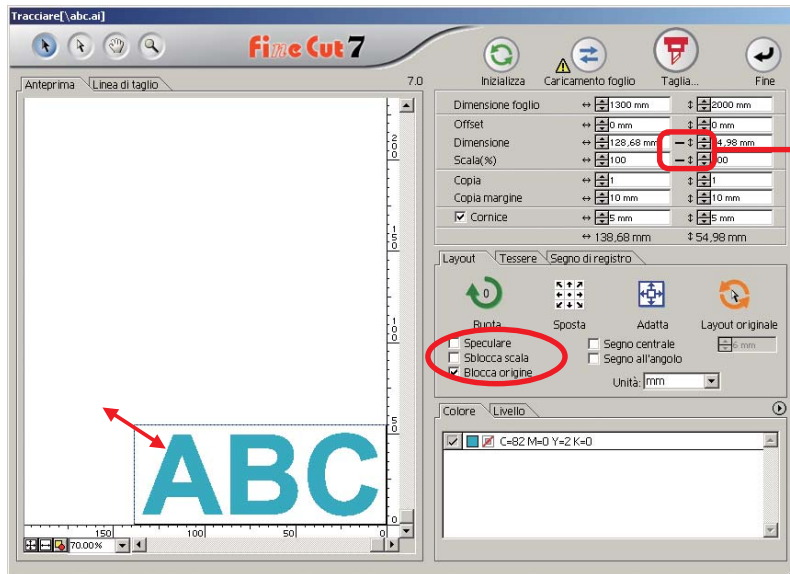 Tracciare[\abc.ai]
FineCut 7
7.0
Inizializza Caricamento foglio Taglia... Fine
Anteprima Linea di taglio
Dimensione foglio 1300 mm 2000 mm
Offset 0 mm 0 mm
Dimensione 128,68 mm 4,98 mm
Scala(%) 100 00
Copia 1 1
Copia margine 10 mm 10 mm
Cornice 5 mm 5 mm
138,68 mm 54,98 mm
Layout Tessere Segno di registro
0
Ruota Sposta Adatta Layout originale
Speculare Segno centrale 6 mm
Sblocca scala Segno all'angolo
Blocca origine
Unità: mm
Colore Livello
C=82 M=0 Y=2 K=0
ABC
200
150
100
50
0
150 100 50 0
70.00%